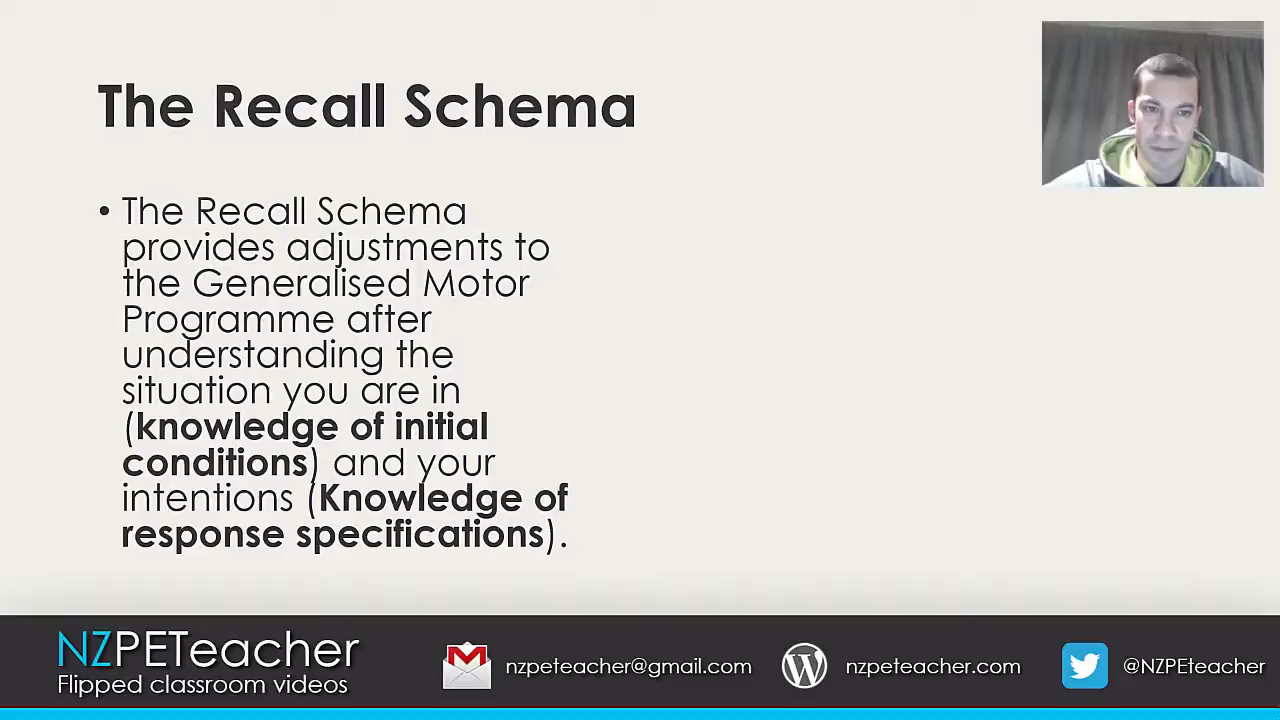 The Recall Schema
• The Recall Schema
provides adjustments to
the Generalised Motor
Programme after
understanding the
situation you are in
(knowledge of initial
conditions) and your
intentions (Knowledge of
response specifications).
NZPETeacher
Flipped classroom videos
nzpeteacher@gmail.com
nzpeteacher.com
@NZPEteacher